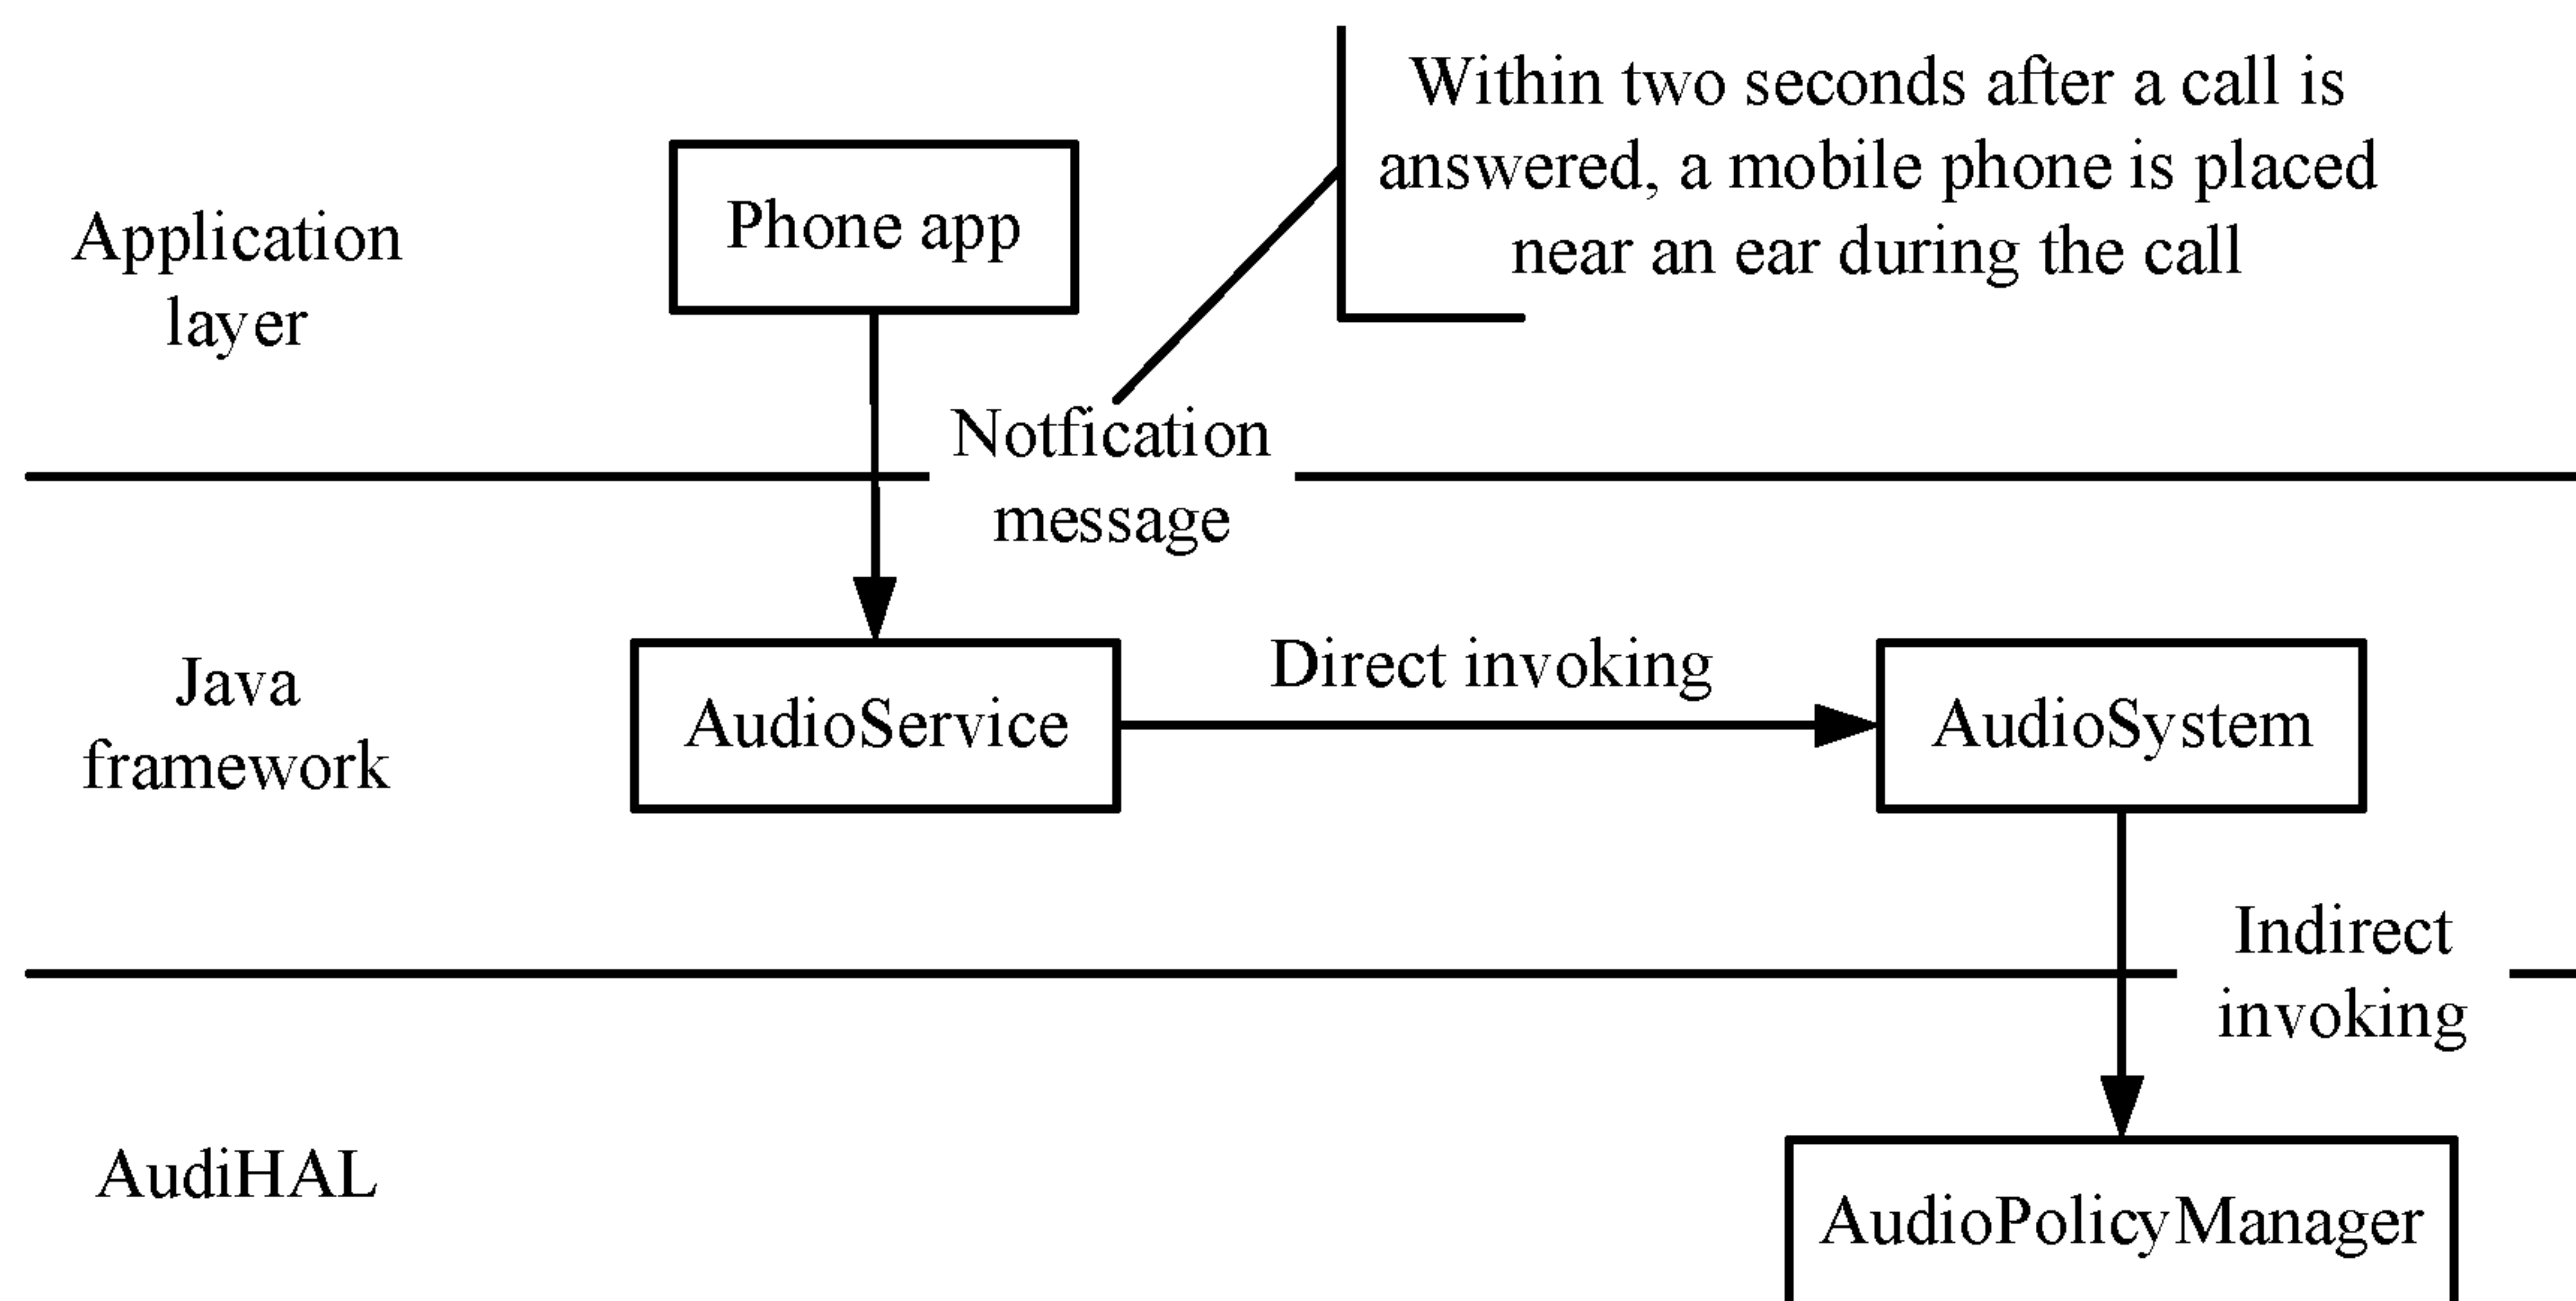 Within two seconds after a call is
answered, a mobile phone is placed
near an ear during the call
Phone app
Application
layer
Notfication
message
Java
framework
AudioService
Direct invoking
AudioSystem
Indirect
invoking
AudiHAL
AudioPolicyManager